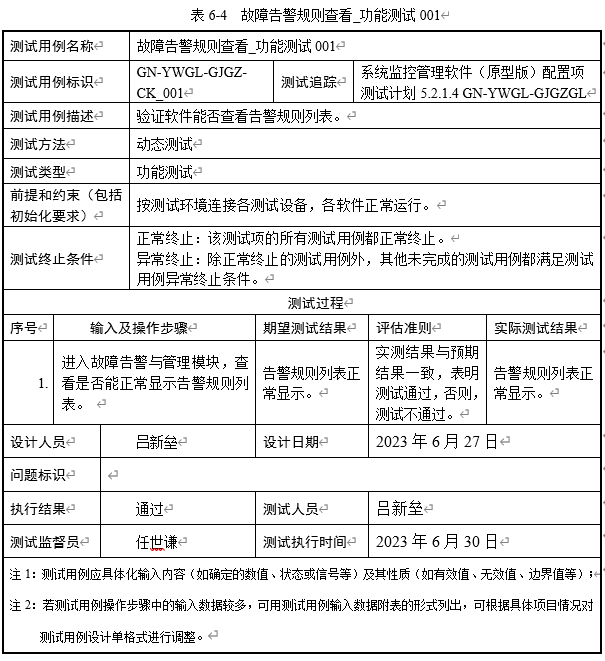 表 6-4 故障告警规则查看_功能测试 001
测试用例名称 故障告警规则查看_功能测试 001
测试用例标识 GN-YWGL-GJGZ-CK_001 测试追踪 系统监控管理软件（原型版）配置项测试计划 5.2.1.4 GN-YWGL-GJGZGL
测试用例描述 验证软件能否查看告警规则列表。
测试方法 动态测试
测试类型 功能测试
前提和约束（包括初始化要求） 按测试环境连接各测试设备，各软件正常运行。
测试终止条件 正常终止：该测试项的所有测试用例都正常终止。
异常终止：除正常终止的测试用例外，其他未完成的测试用例都满足测试
用例异常终止条件。
测试过程
序号 输入及操作步骤 期望测试结果 评估准则 实际测试结果
1. 进入故障告警与管理模块，查看是否能正常显示告警规则列表。 告警规则列表正常显示。 实测结果与预期结果一致，表明测试通过，否则，测试不通过。 告警规则列表正常显示。
设计人员 吕新垒 设计日期 2023 年 6 月 27 日
问题标识
执行结果 通过 测试人员 吕新垒
测试监督员 任世谦 测试执行时间 2023 年 6 月 30 日
注 1：测试用例应具体化输入内容（如确定的数值、状态或信号等）及其性质（如有效值、无效值、边界值等）；
注 2：若测试用例操作步骤中的输入数据较多，可用测试用例输入数据附表的形式列出，可根据具体项目情况对
测试用例设计单格式进行调整。